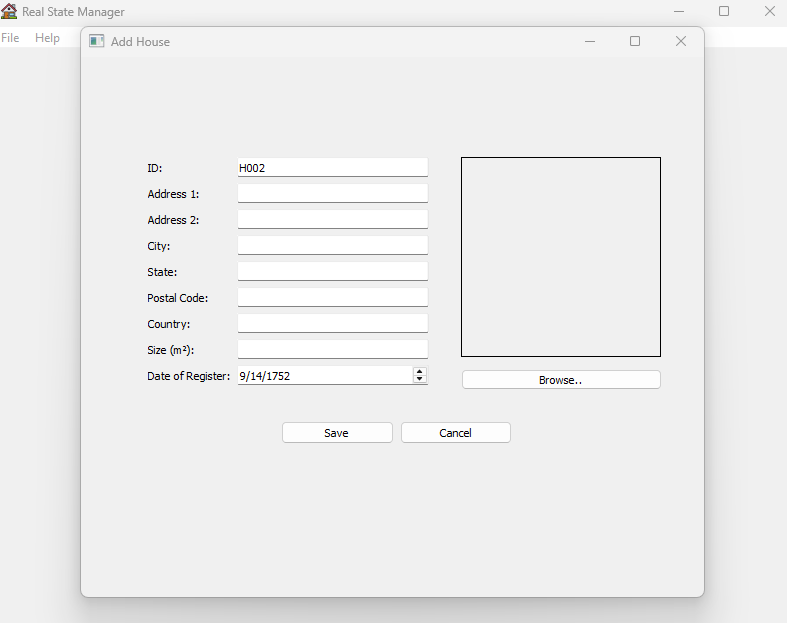 Real State Manager
File Help
Add House
ID: H002
Address 1:
Address 2:
City:
State:
Postal Code:
Country:
Size (m²):
Date of Register: 9/14/1752
Browse..
Save Cancel